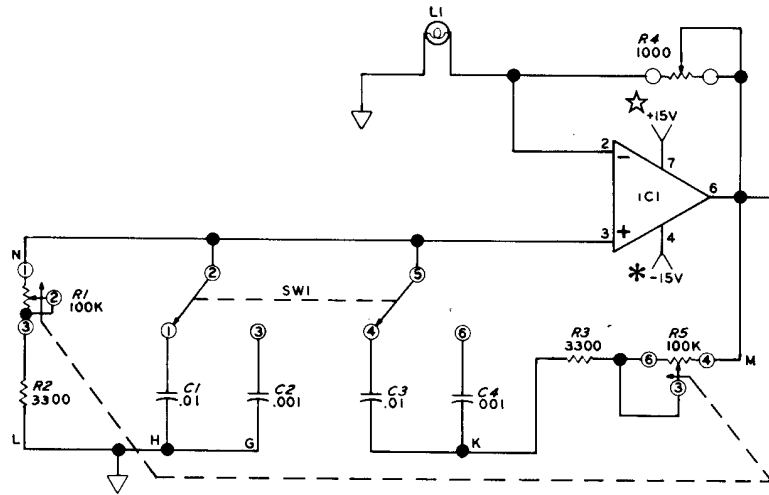 L1
R4
1000
☆
+15V
2
−
7
IC1
6
3
+
4
* −15V
N
1
2
R1
100K
3
2
SW1
5
1
3
4
6
R2
3300
C1
.01
C2
.001
C3
.01
C4
001
R3
3300
R5
100K
6
4
M
3
L
H
G
K